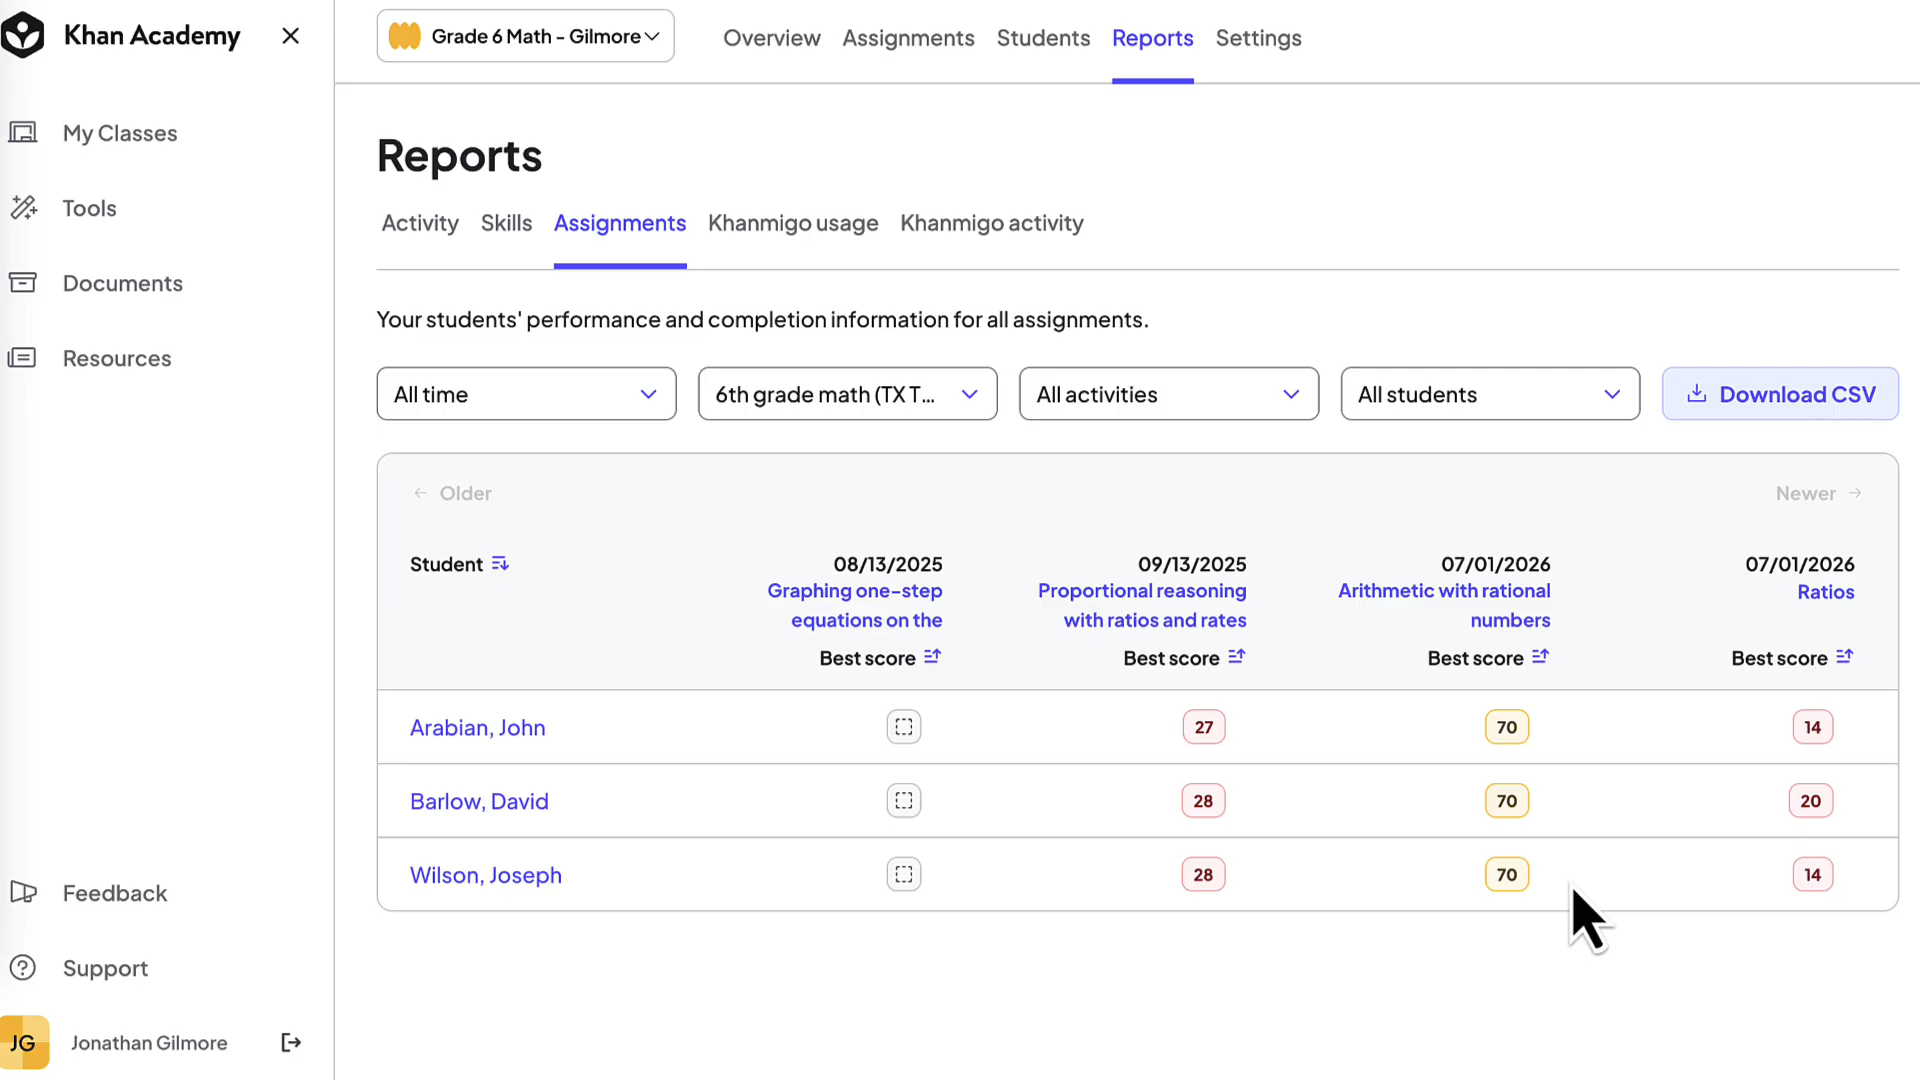 Khan Academy
My Classes
Tools
Documents
Resources
Feedback
Support
JG
Jonathan Gilmore
Grade 6 Math - Gilmore
Overview Assignments Students Reports Settings
Reports
Activity Skills Assignments Khanmigo usage Khanmigo activity
Your students' performance and completion information for all assignments.
All time 6th grade math (TX T... All activities All students Download CSV
← Older Newer →
Student 08/13/2025 09/13/2025 07/01/2026 07/01/2026
Graphing one-step Proportional reasoning Arithmetic with rational Ratios
equations on the with ratios and rates numbers
Best score Best score Best score Best score
Arabian, John 27 70 14
Barlow, David 28 70 20
Wilson, Joseph 28 70 14